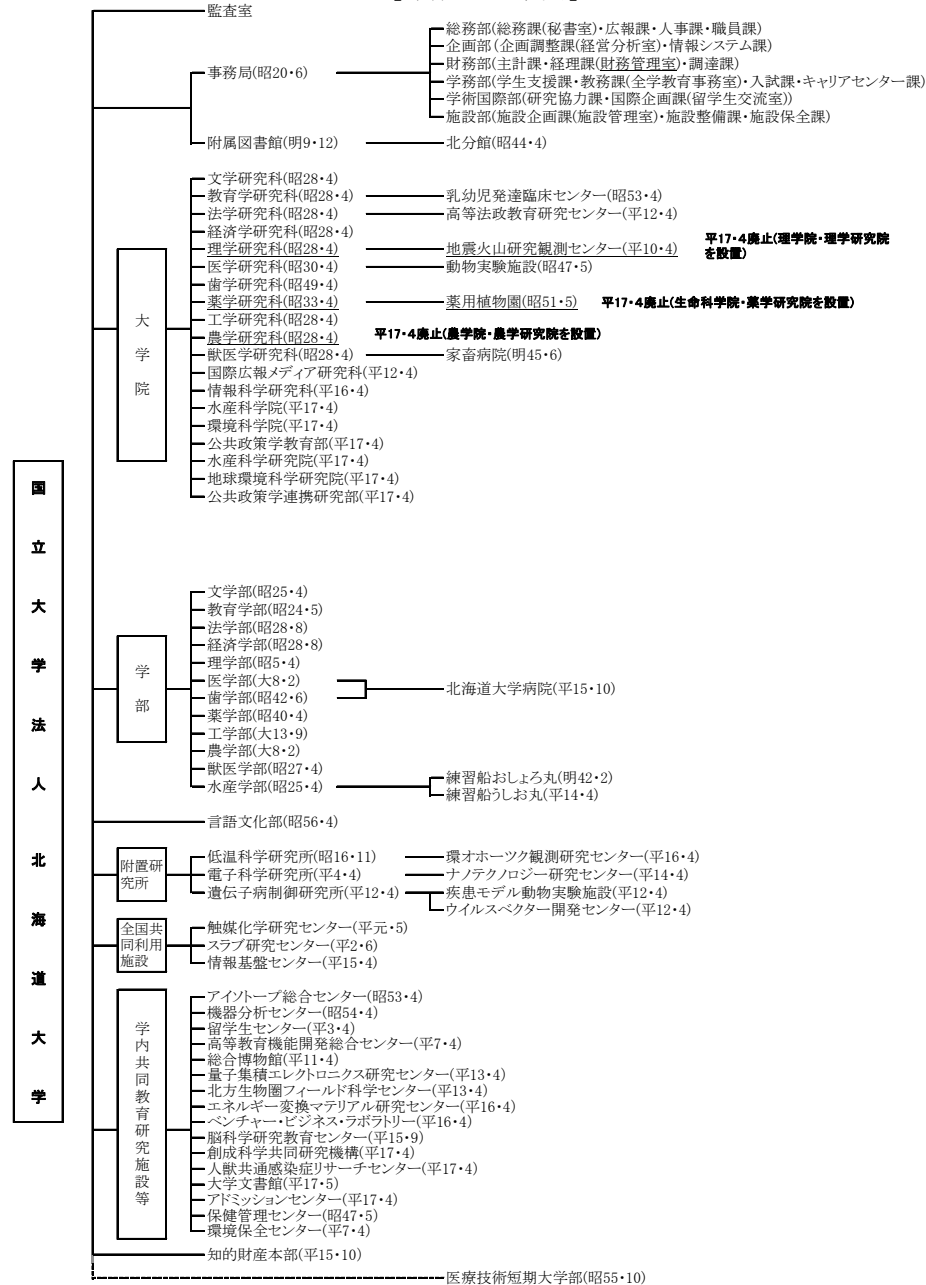 監査室
総務部(総務課(秘書室)・広報課・人事課・職員課)
企画部(企画調整課(経営分析室)・情報システム課)
事務局(昭20・6)
財務部(主計課・経理課(財務管理室)・調達課)
学務部(学生支援課・教務課(全学教育事務室)・入試課・キャリアセンター課)
学術国際部(研究協力課・国際企画課(留学生交流室))
施設部(施設企画課(施設管理室)・施設整備課・施設保全課)
附属図書館(明9・12)
北分館(昭44・4)
大学院
文学研究科(昭28・4)
教育学研究科(昭28・4)
乳幼児発達臨床センター(昭53・4)
法学研究科(昭28・4)
高等法政教育研究センター(平12・4)
経済学研究科(昭28・4)
理学研究科(昭28・4)
地震火山研究観測センター(平10・4)
平17・4廃止(理学院・理学研究院
を設置)
医学研究科(昭30・4)
動物実験施設(昭47・5)
歯学研究科(昭49・4)
薬学研究科(昭33・4)
薬用植物園(昭51・5)
平17・4廃止(生命科学院・薬学研究院を設置)
工学研究科(昭28・4)
農学研究科(昭28・4)
平17・4廃止(農学院・農学研究院を設置)
獣医学研究科(昭28・4)
家畜病院(明45・6)
国際広報メディア研究科(平12・4)
情報科学研究科(平16・4)
水産科学院(平17・4)
環境科学院(平17・4)
公共政策学教育部(平17・4)
水産科学研究院(平17・4)
地球環境科学研究院(平17・4)
公共政策学連携研究部(平17・4)
国立大学法人北海道大学
学部
文学部(昭25・4)
教育学部(昭24・5)
法学部(昭28・8)
経済学部(昭28・8)
理学部(昭5・4)
医学部(大8・2)
北海道大学病院(平15・10)
歯学部(昭42・6)
薬学部(昭40・4)
工学部(大13・9)
農学部(大8・2)
獣医学部(昭27・4)
水産学部(昭25・4)
練習船おしょろ丸(明42・2)
練習船うしお丸(平14・4)
言語文化部(昭56・4)
附置研
究所
低温科学研究所(昭16・11)
環オホーツク観測研究センター(平16・4)
電子科学研究所(平4・4)
ナノテクノロジー研究センター(平14・4)
遺伝子病制御研究所(平12・4)
疾患モデル動物実験施設(平12・4)
ウイルスベクター開発センター(平12・4)
全国共
同利用
施設
触媒化学研究センター(平元・5)
スラブ研究センター(平2・6)
情報基盤センター(平15・4)
学内共同教育研究施設等
アイソトープ総合センター(昭53・4)
機器分析センター(昭54・4)
留学生センター(平3・4)
高等教育機能開発総合センター(平7・4)
総合博物館(平11・4)
量子集積エレクトロニクス研究センター(平13・4)
北方生物圏フィールド科学センター(平13・4)
エネルギー変換マテリアル研究センター(平16・4)
ベンチャー・ビジネス・ラボラトリー(平16・4)
脳科学研究教育センター(平15・9)
創成科学共同研究機構(平17・4)
人獣共通感染症リサーチセンター(平17・4)
大学文書館(平17・5)
アドミッションセンター(平17・4)
保健管理センター(昭47・5)
環境保全センター(平7・4)
知的財産本部(平15・10)
医療技術短期大学部(昭55・10)